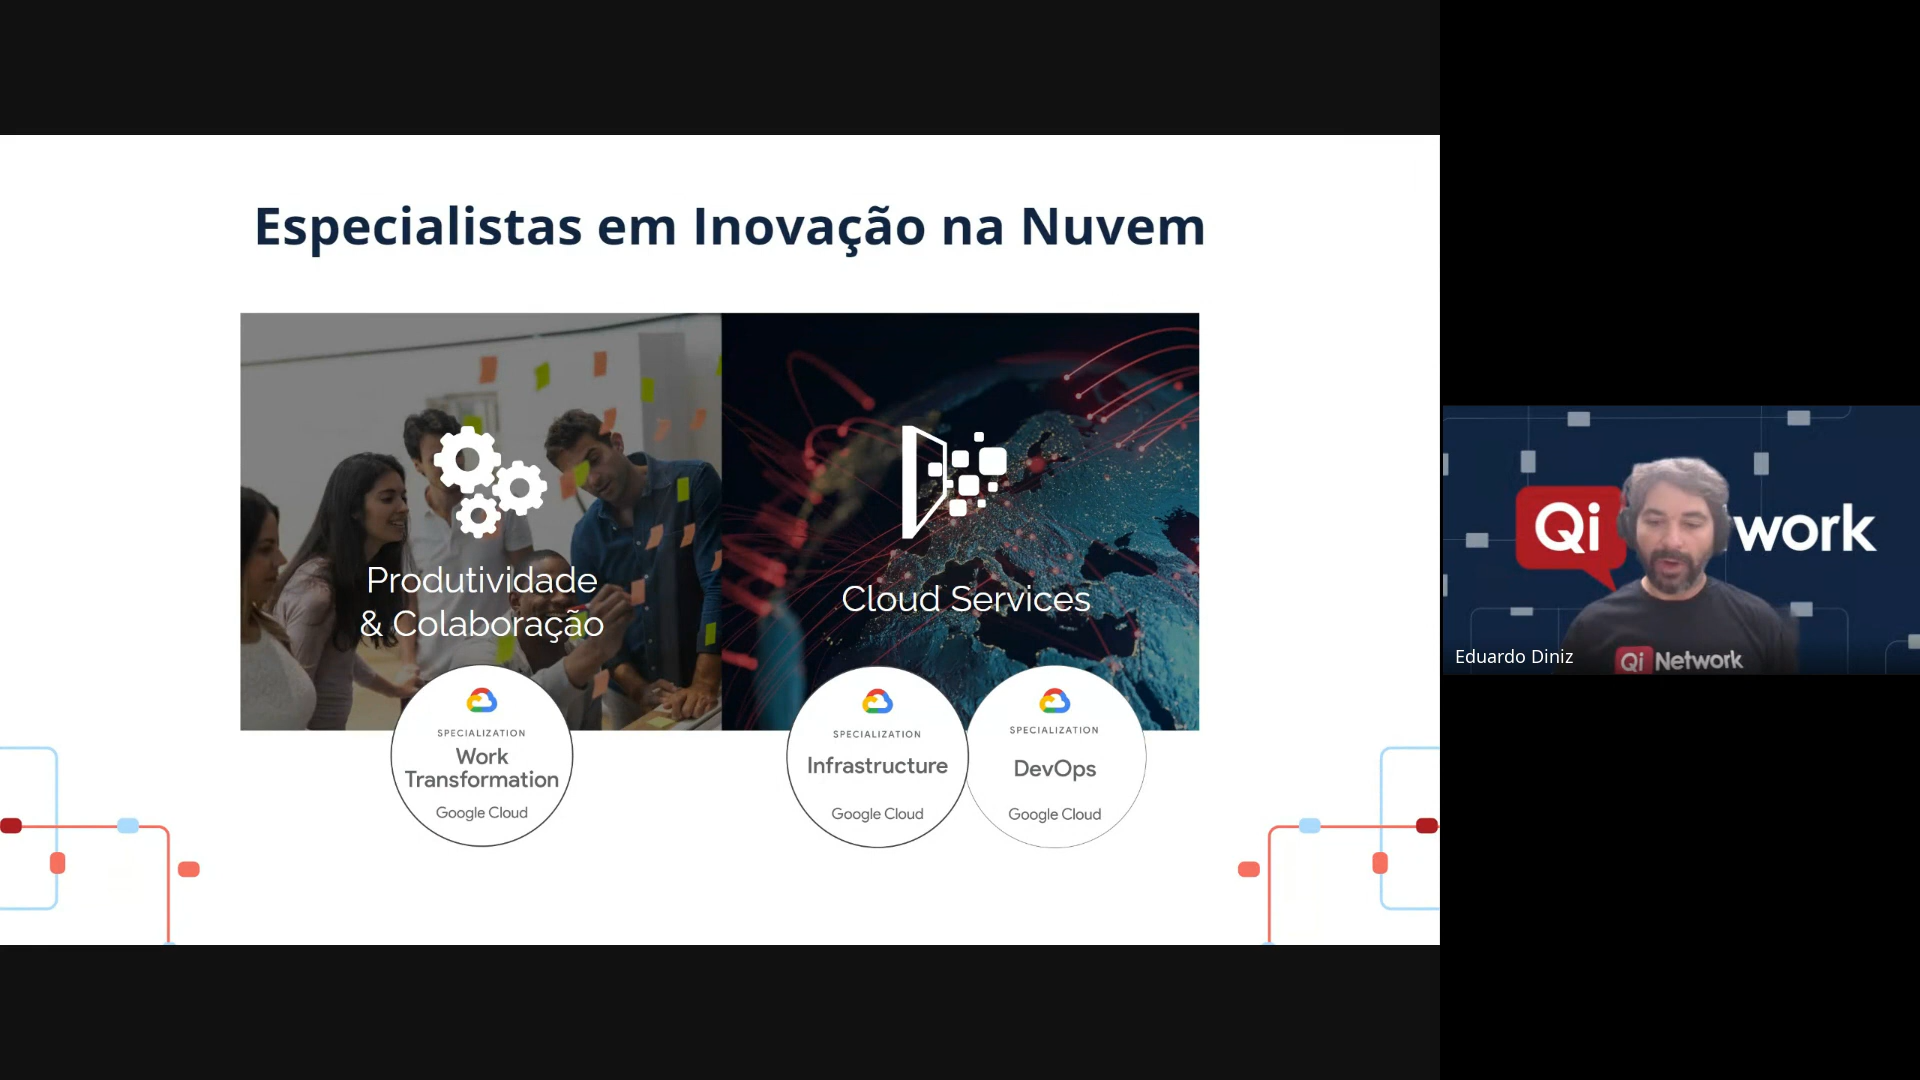 Especialistas em Inovação na Nuvem
Produtividade
& Colaboração
Cloud Services
SPECIALIZATION
Work
Transformation
Google Cloud
SPECIALIZATION
Infrastructure
Google Cloud
SPECIALIZATION
DevOps
Google Cloud
Qi work
Qi Network
Eduardo Diniz